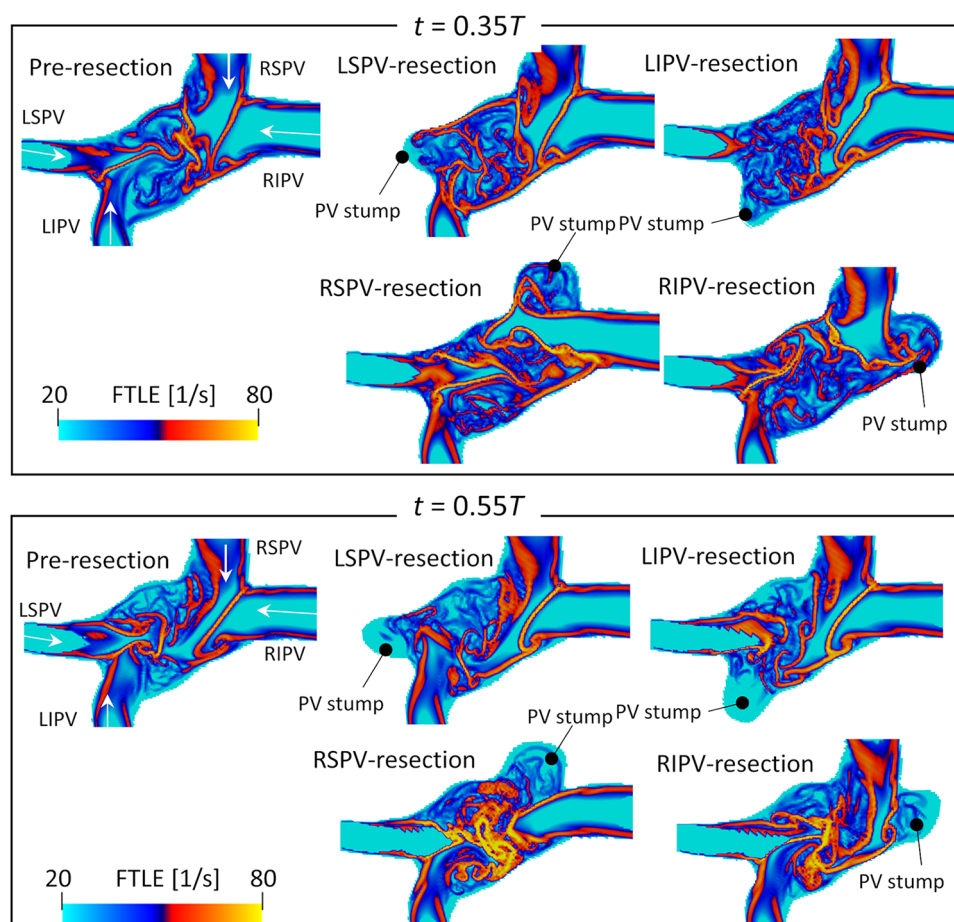 t = 0.35T
Pre-resection
RSPV
LSPV
LIPV
RIPV
LSPV-resection
PV stump
LIPV-resection
PV stump
RSPV-resection
PV stump
RIPV-resection
PV stump
20 FTLE [1/s] 80
t = 0.55T
Pre-resection
RSPV
LSPV
LIPV
RIPV
LSPV-resection
PV stump
LIPV-resection
PV stump
RSPV-resection
PV stump
RIPV-resection
PV stump
20 FTLE [1/s] 80